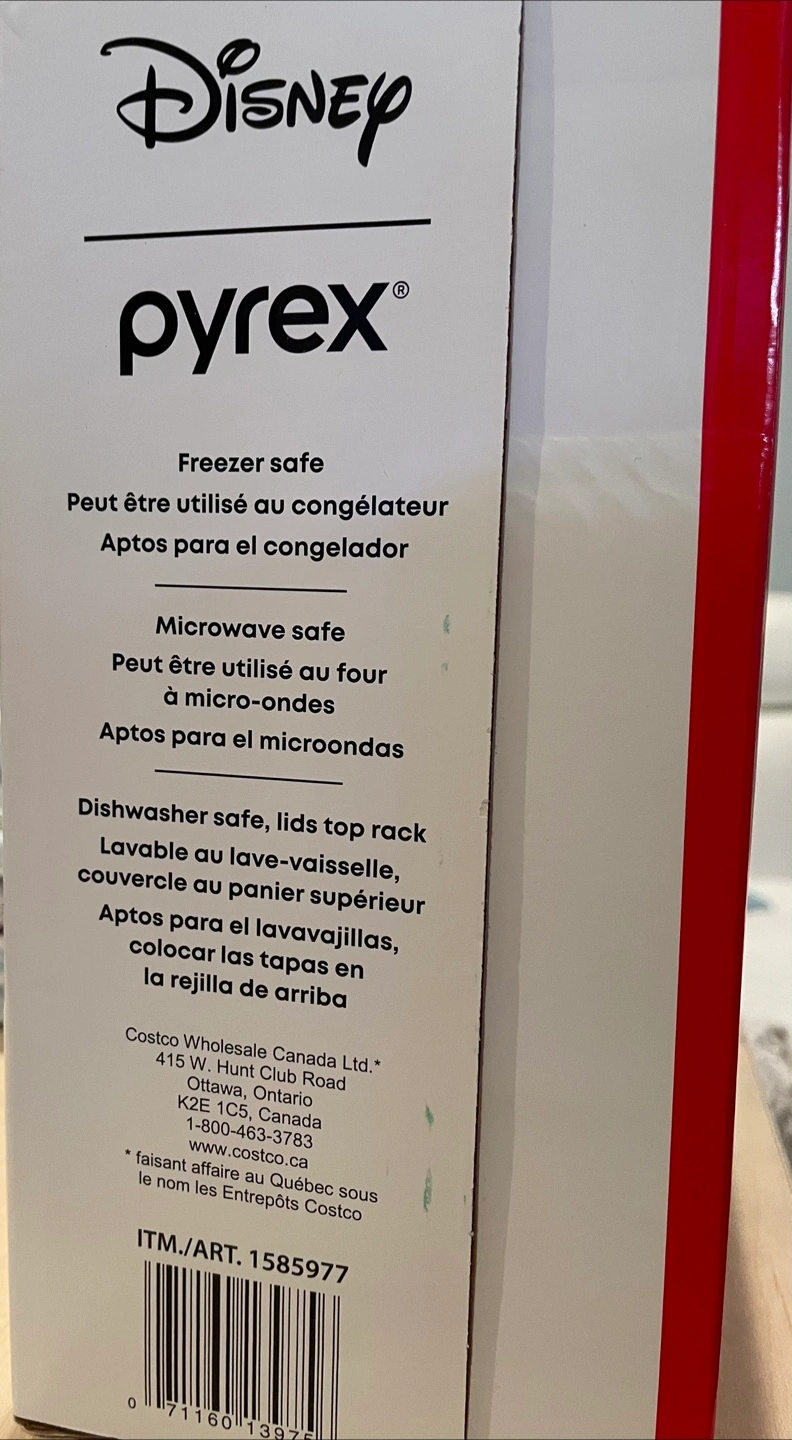 Disney
pyrex®
Freezer safe
Peut être utilisé au congélateur
Aptos para el congelador
Microwave safe
Peut être utilisé au four
à micro-ondes
Aptos para el microondas
Dishwasher safe, lids top rack
Lavable au lave-vaisselle,
couvercle au panier supérieur
Aptos para el lavavajillas,
colocar las tapas en
la rejilla de arriba
Costco Wholesale Canada Ltd.*
415 W. Hunt Club Road
Ottawa, Ontario
K2E 1C5, Canada
1-800-463-3783
www.costco.ca
* faisant affaire au Québec sous
le nom les Entrepôts Costco
ITM./ART. 1585977
0 71160 13975